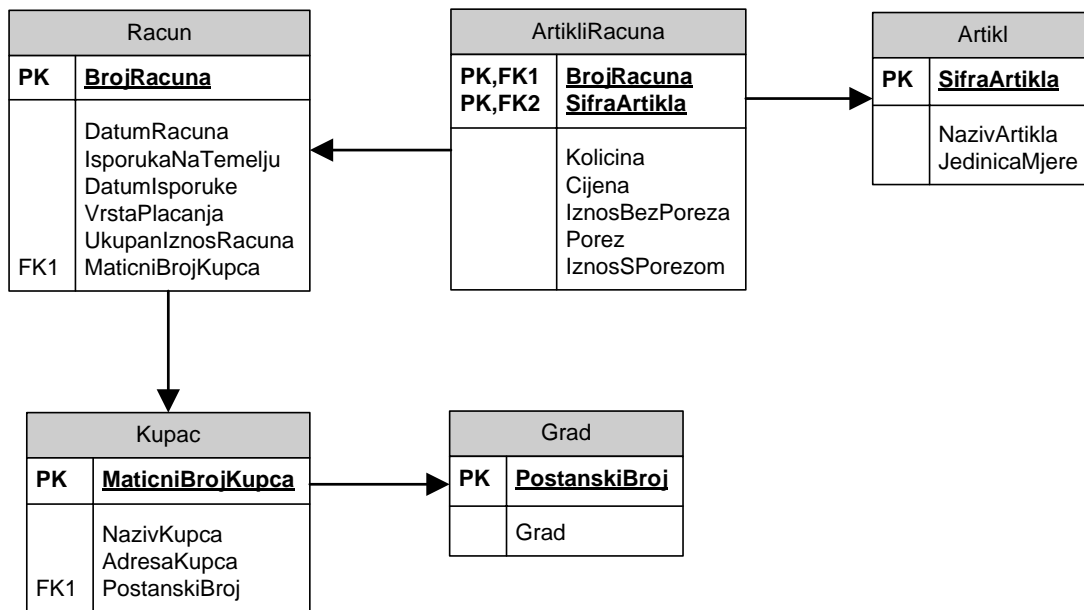 Racun
PK BrojRacuna
DatumRacuna
IsporukaNaTemelju
DatumIsporuke
VrstaPlacanja
UkupanIznosRacuna
FK1 MaticniBrojKupca
ArtikliRacuna
PK,FK1 BrojRacuna
PK,FK2 SifraArtikla
Kolicina
Cijena
IznosBezPoreza
Porez
IznosSPorezom
Artikl
PK SifraArtikla
NazivArtikla
JedinicaMjere
Kupac
PK MaticniBrojKupca
NazivKupca
AdresaKupca
FK1 PostanskiBroj
Grad
PK PostanskiBroj
Grad